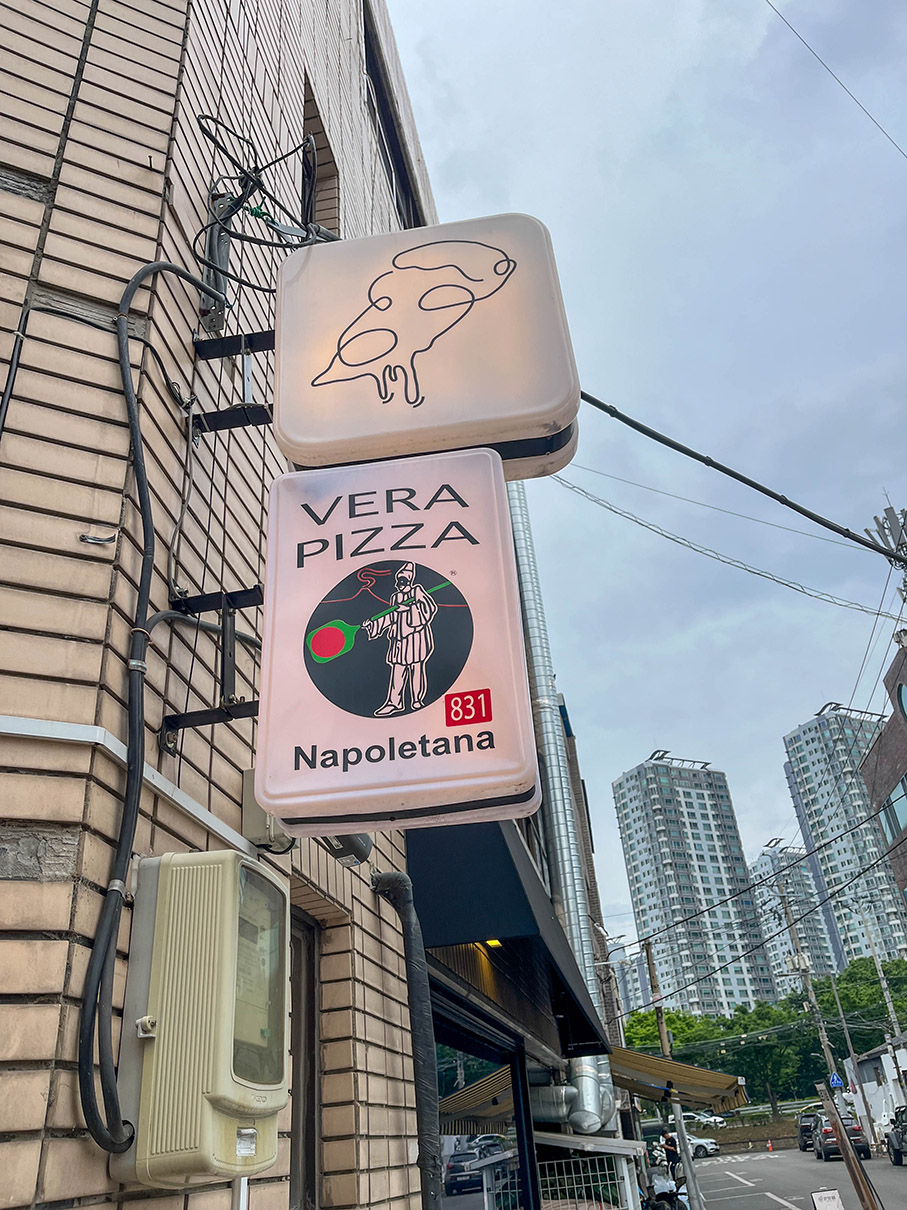 VERA
PIZZA
®
831
Napoletana